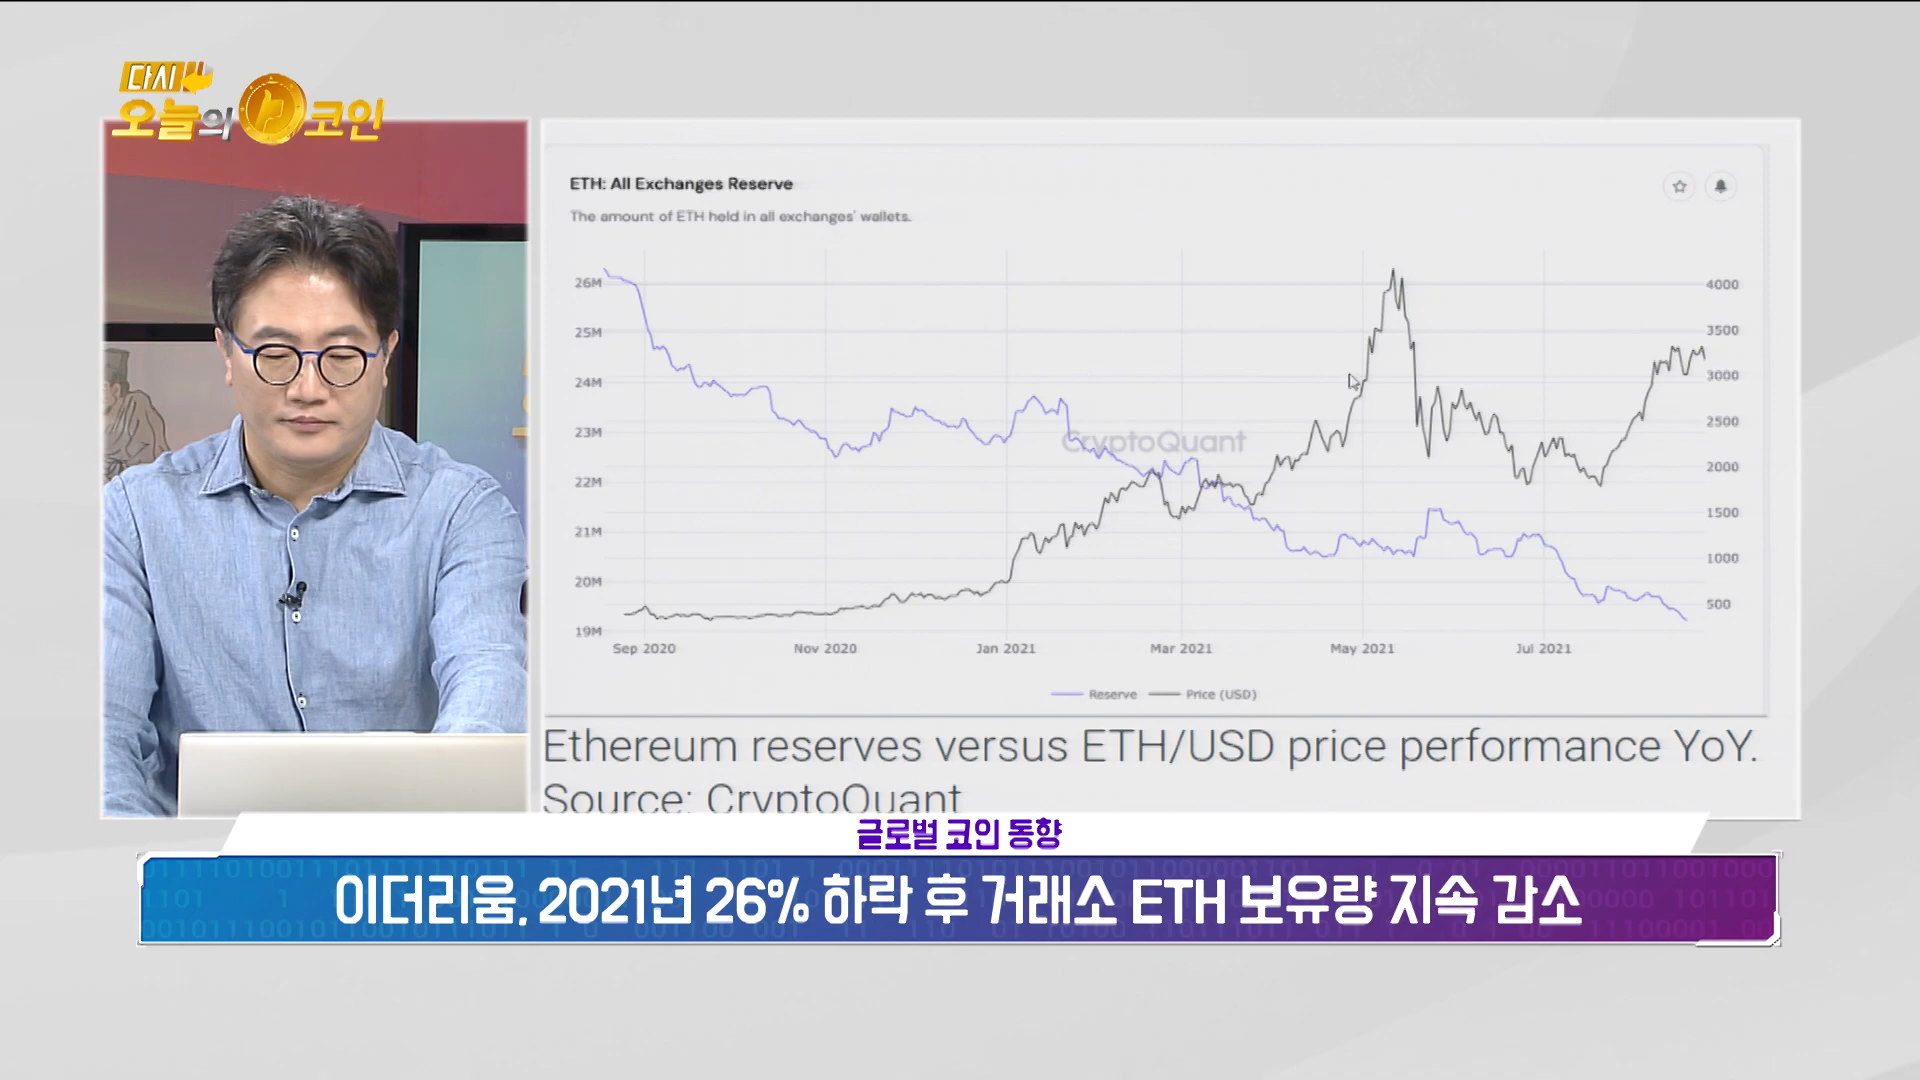 다시
오늘의 코인
ETH: All Exchanges Reserve
The amount of ETH held in all exchanges' wallets.
26M
25M
24M
23M
22M
21M
20M
19M
4000
3500
3000
2500
2000
1500
1000
500
CryptoQuant
Sep 2020
Nov 2020
Jan 2021
Mar 2021
May 2021
Jul 2021
Reserve
Price (USD)
Ethereum reserves versus ETH/USD price performance YoY.
Source: CryptoQuant
글로벌 코인 동향
이더리움, 2021년 26% 하락 후 거래소 ETH 보유량 지속 감소